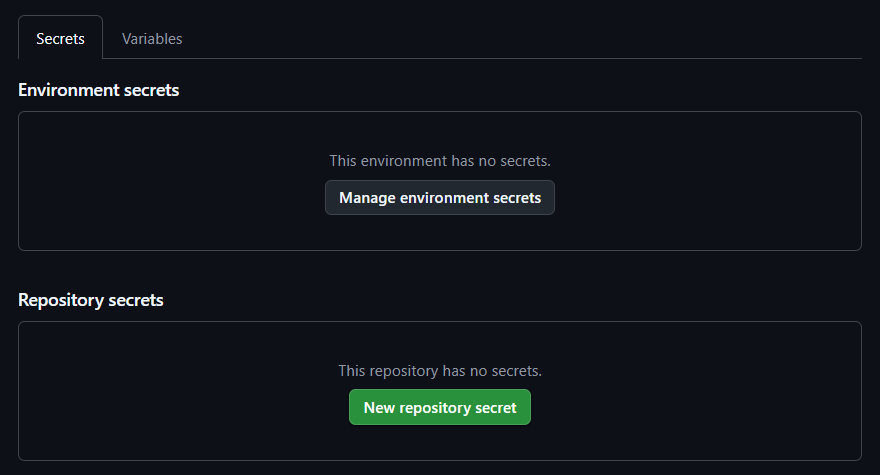 Secrets
Variables
Environment secrets
This environment has no secrets.
Manage environment secrets
Repository secrets
This repository has no secrets.
New repository secret